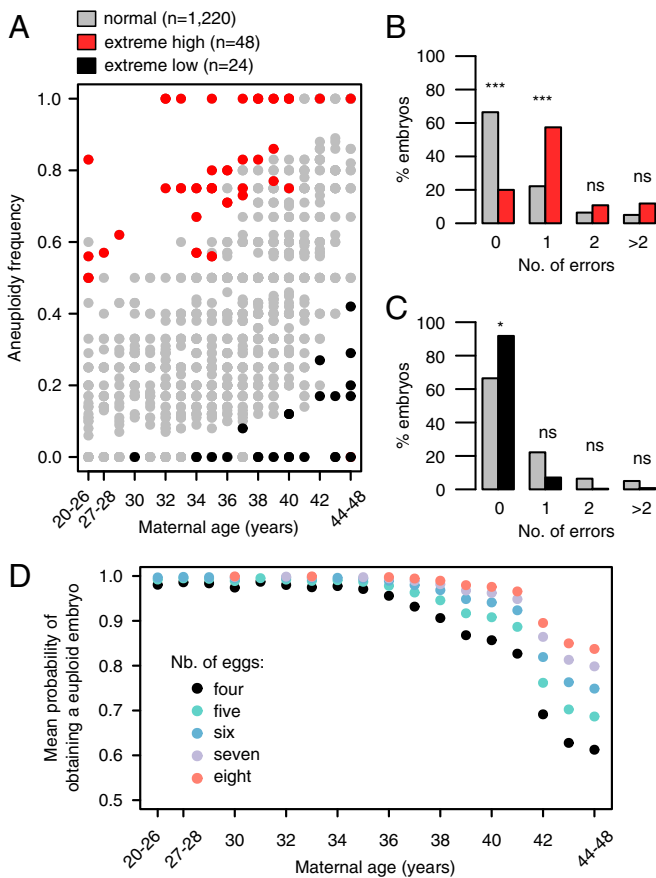 A
normal (n=1,220)
extreme high (n=48)
extreme low (n=24)
Aneuploidy frequency
1.0
0.8
0.6
0.4
0.2
0.0
20-26
27-28
30
32
34
36
38
40
42
44-48
Maternal age (years)
B
% embryos
100
80
60
40
20
0
***
***
ns
ns
0
1
2
>2
No. of errors
C
% embryos
100
80
60
40
20
0
*
ns
ns
ns
0
1
2
>2
No. of errors
D
Mean probability of
obtaining a euploid embryo
1.0
0.9
0.8
0.7
0.6
0.5
Nb. of eggs:
four
five
six
seven
eight
20-26
27-28
30
32
34
36
38
40
42
44-48
Maternal age (years)